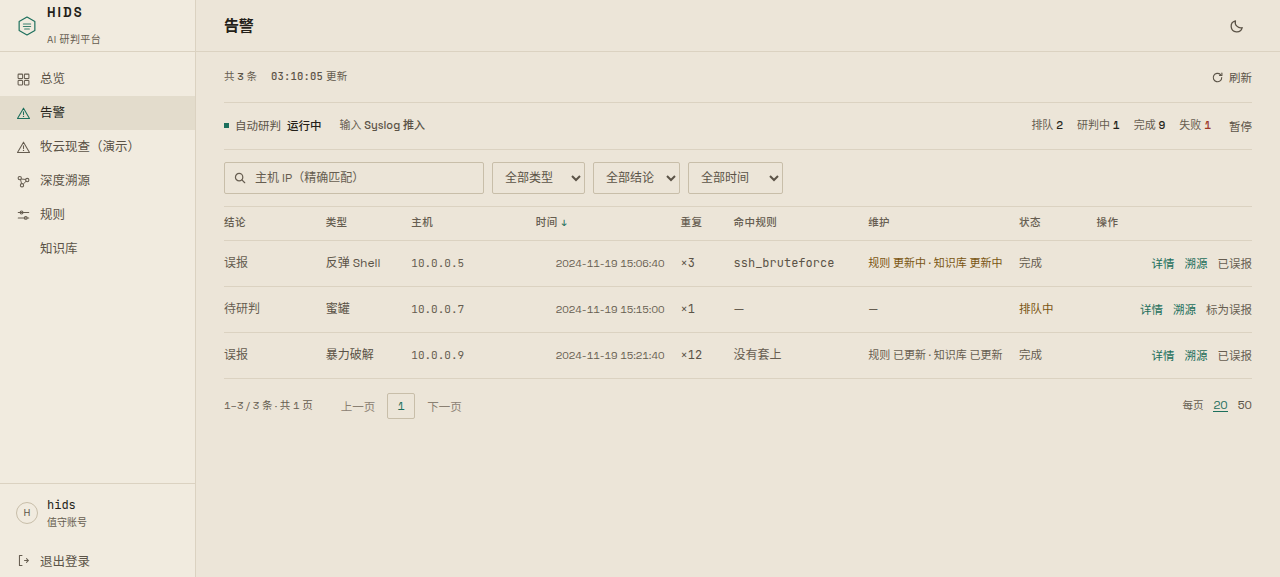 HIDS
AI 研判平台
总览
告警
牧云现查（演示）
深度溯源
规则
知识库
H
hids
值守账号
退出登录
告警
共 3 条 03:10:05 更新 刷新
自动研判 运行中 输入 Syslog 推入 排队 2 研判中 1 完成 9 失败 1 暂停
主机 IP（精确匹配） 全部类型 全部结论 全部时间
结论 类型 主机 时间 ↓ 重复 命中规则 维护 状态 操作
误报 反弹 Shell 10.0.0.5 2024-11-19 15:06:40 ×3 ssh_bruteforce 规则 更新中 · 知识库 更新中 完成 详情 溯源 已误报
待研判 蜜罐 10.0.0.7 2024-11-19 15:15:00 ×1 — — 排队中 详情 溯源 标为误报
误报 暴力破解 10.0.0.9 2024-11-19 15:21:40 ×12 没有套上 规则 已更新 · 知识库 已更新 完成 详情 溯源 已误报
1–3 / 3 条 · 共 1 页 上一页 1 下一页 每页 20 50